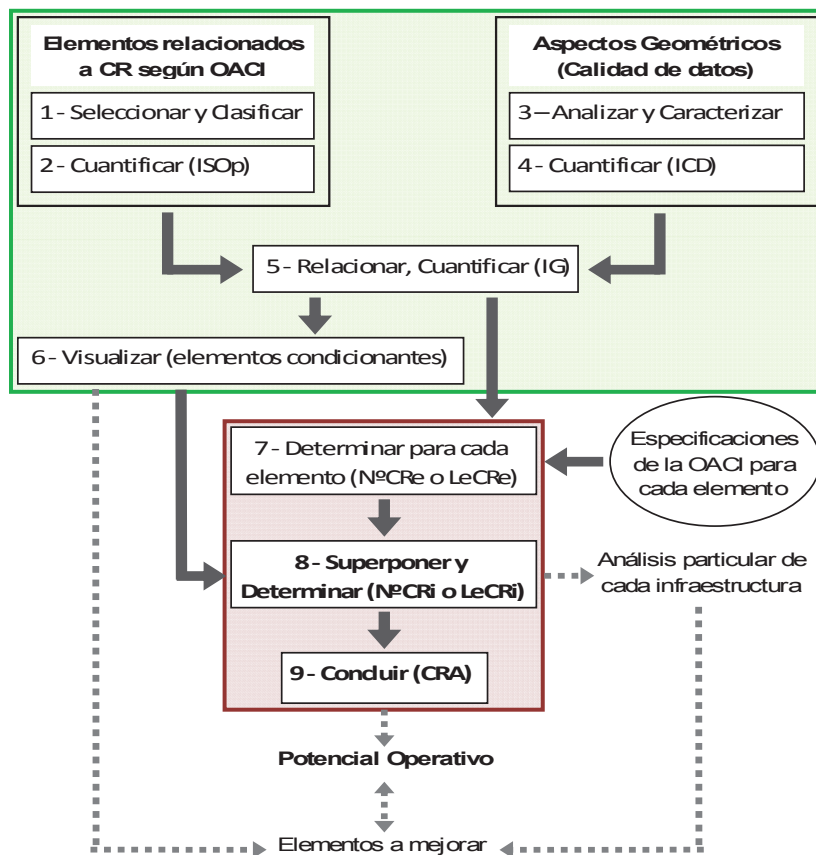 Elementos relacionados
a CR según OACI
1 - Seleccionar y Clasificar
2 - Cuantificar (ISOp)
Aspectos Geométricos
(Calidad de datos)
3 – Analizar y Caracterizar
4 - Cuantificar (ICD)
5 - Relacionar, Cuantificar (IG)
6 - Visualizar (elementos condicionantes)
7 - Determinar para cada
elemento (NºCRe o LeCRe)
Especificaciones
de la OACI para
cada elemento
8 - Superponer y
Determinar (NºCRi o LeCRi)
Análisis particular de
cada infraestructura
9 - Concluir (CRA)
Potencial Operativo
Elementos a mejorar